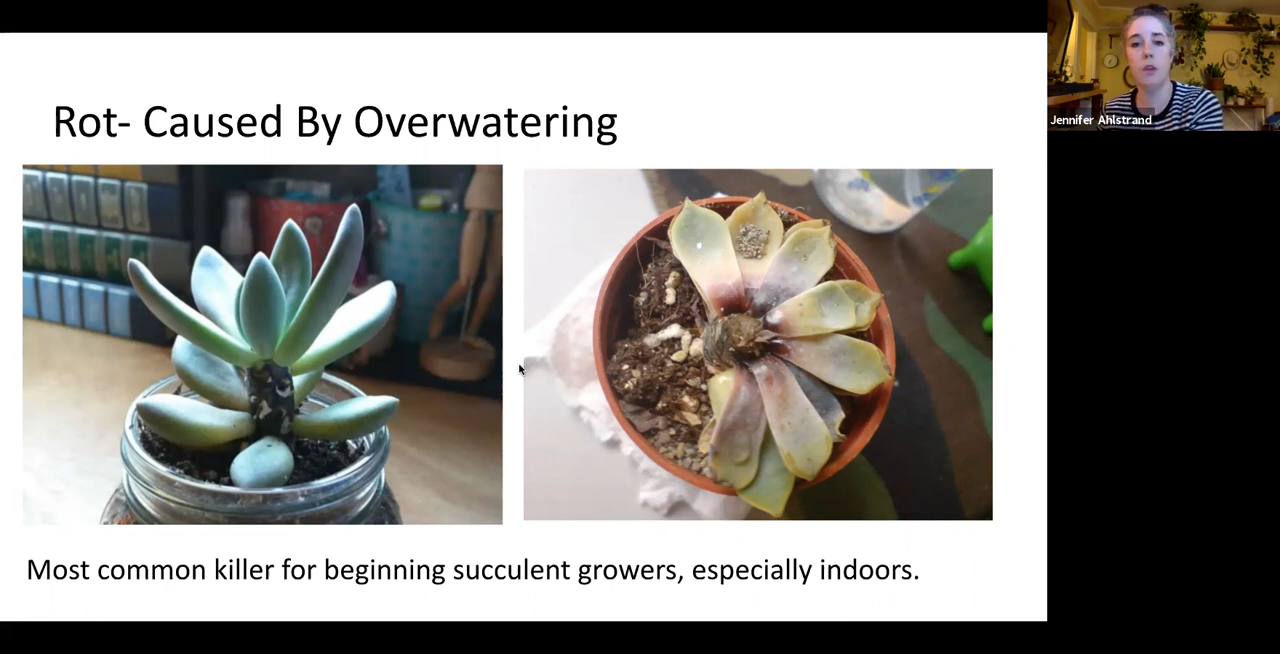 Rot- Caused By Overwatering
Jennifer Ahlstrand
Most common killer for beginning succulent growers, especially indoors.